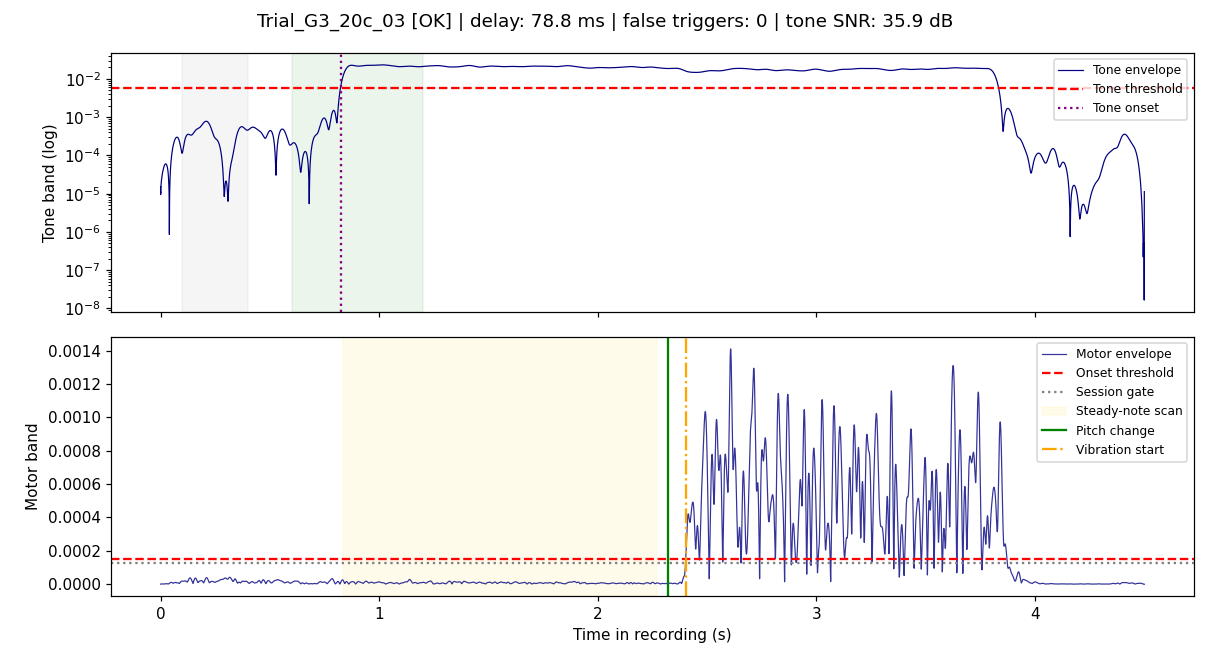 Trial_G3_20c_03 [OK] | delay: 78.8 ms | false triggers: 0 | tone SNR: 35.9 dB
Tone band (log)
10⁻²
10⁻³
10⁻⁴
10⁻⁵
10⁻⁶
10⁻⁷
10⁻⁸
Tone envelope
Tone threshold
Tone onset
Motor band
0.0014
0.0012
0.0010
0.0008
0.0006
0.0004
0.0002
0.0000
Motor envelope
Onset threshold
Session gate
Steady-note scan
Pitch change
Vibration start
0 1 2 3 4
Time in recording (s)